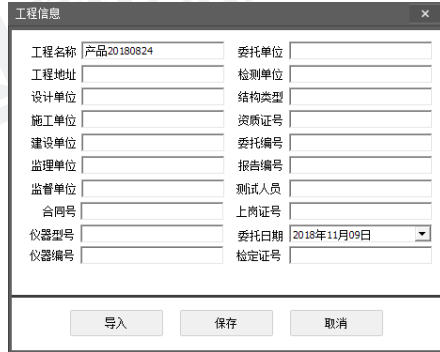 工程信息
工程名称 产品20180824 委托单位
工程地址 检测单位
设计单位 结构类型
施工单位 资质证号
建设单位 委托编号
监理单位 报告编号
监督单位 测试人员
合同号 上岗证号
仪器型号 委托日期 2018年11月09日
仪器编号 检定证号
导入 保存 取消